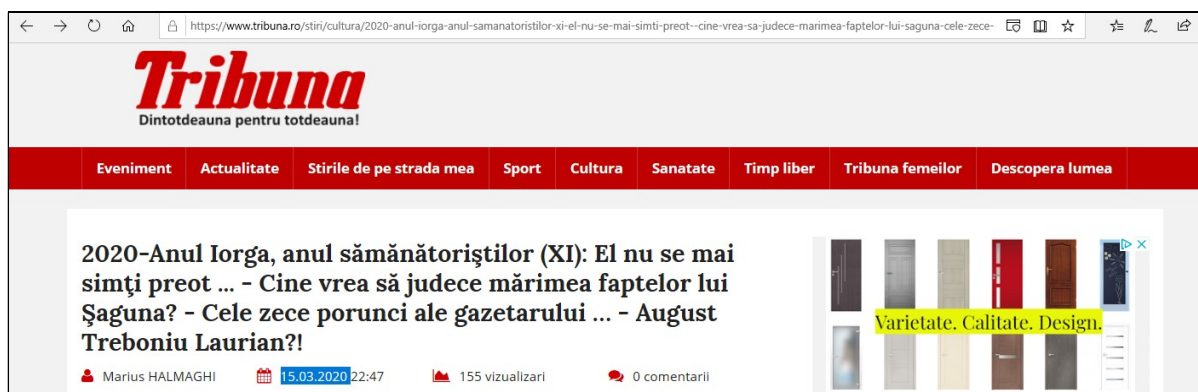 https://www.tribuna.ro/stiri/cultura/2020-anul-iorga-anul-samanatoristilor-xi-el-nu-se-mai-simti-preot--cine-vrea-sa-judece-marimea-faptelor-lui-saguna-cele-zece-
Tribuna
Dintotdeauna pentru totdeauna!
Eveniment Actualitate Stirile de pe strada mea Sport Cultura Sanatate Timp liber Tribuna femeilor Descopera lumea
2020-Anul Iorga, anul sămănătoriştilor (XI): El nu se mai
simţi preot ... - Cine vrea să judece mărimea faptelor lui
Şaguna? - Cele zece porunci ale gazetarului ... - August
Treboniu Laurian?!
Marius HALMAGHI 15.03.2020 22:47 155 vizualizari 0 comentarii
Varietate. Calitate. Design.